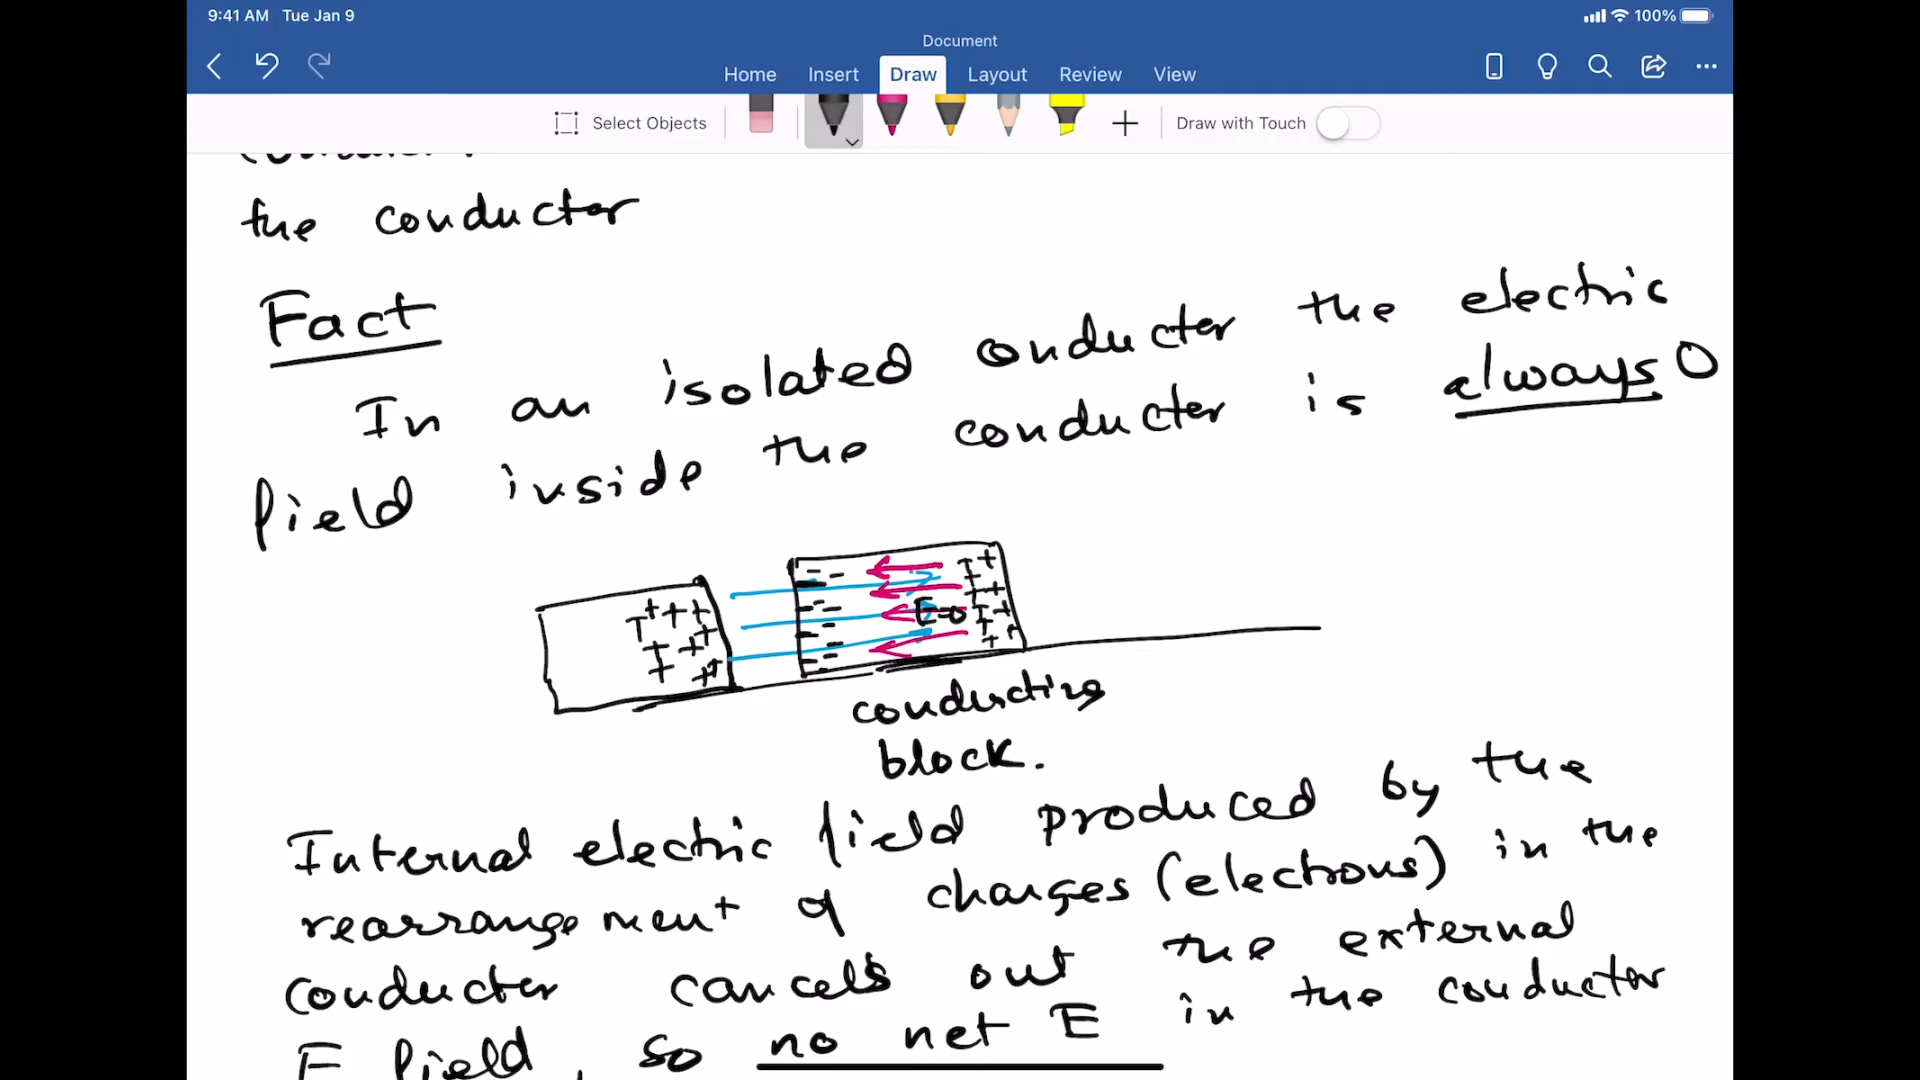 9:41 AM Tue Jan 9
100%
Document
Home Insert Draw Layout Review View
Select Objects
Draw with Touch
the conductor
Fact
In an isolated conductor the electric
field inside the conductor is always 0
E=0
conducting
block.
Internal electric field produced by the
rearrangement of charges (electrons) in the
conductor cancels out the external
E field, so no net E in the conductor